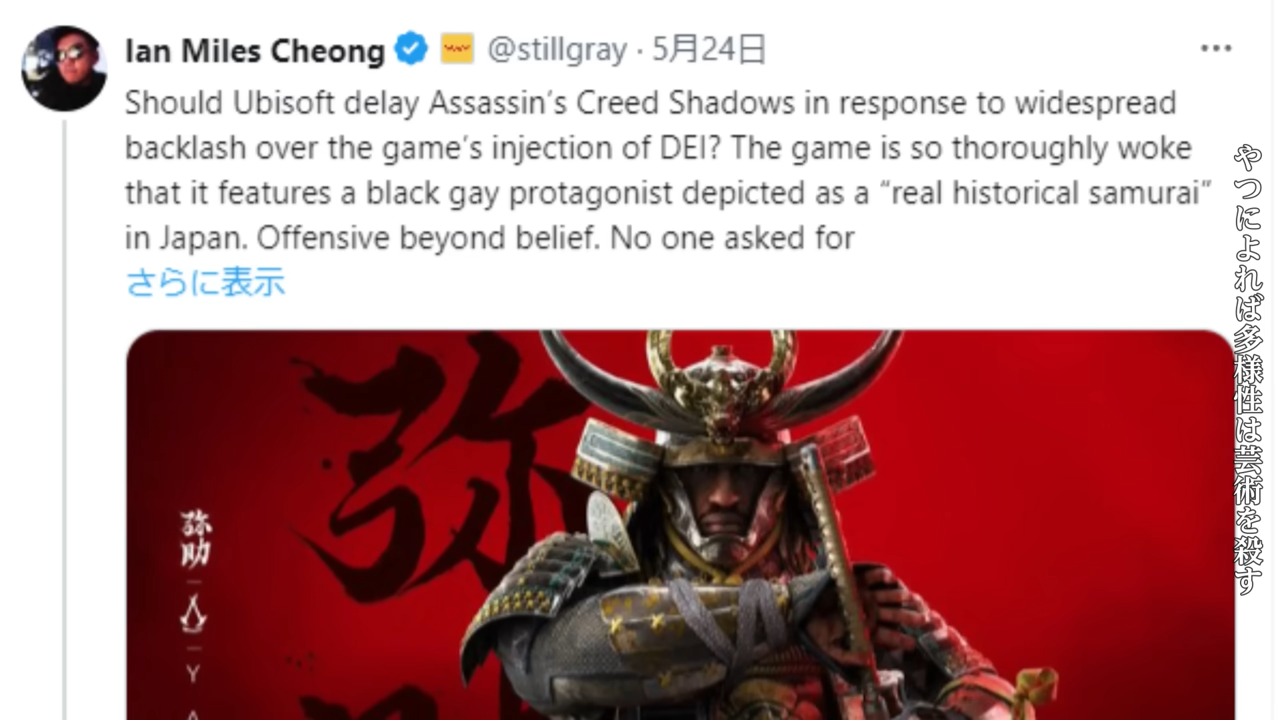 Ian Miles Cheong @stillgray · 5月24日
Should Ubisoft delay Assassin's Creed Shadows in response to widespread
backlash over the game's injection of DEI? The game is so thoroughly woke
that it features a black gay protagonist depicted as a “real historical samurai”
in Japan. Offensive beyond belief. No one asked for
さらに表示
やつによれば多様性は芸術を殺す
弥
弥助
Y